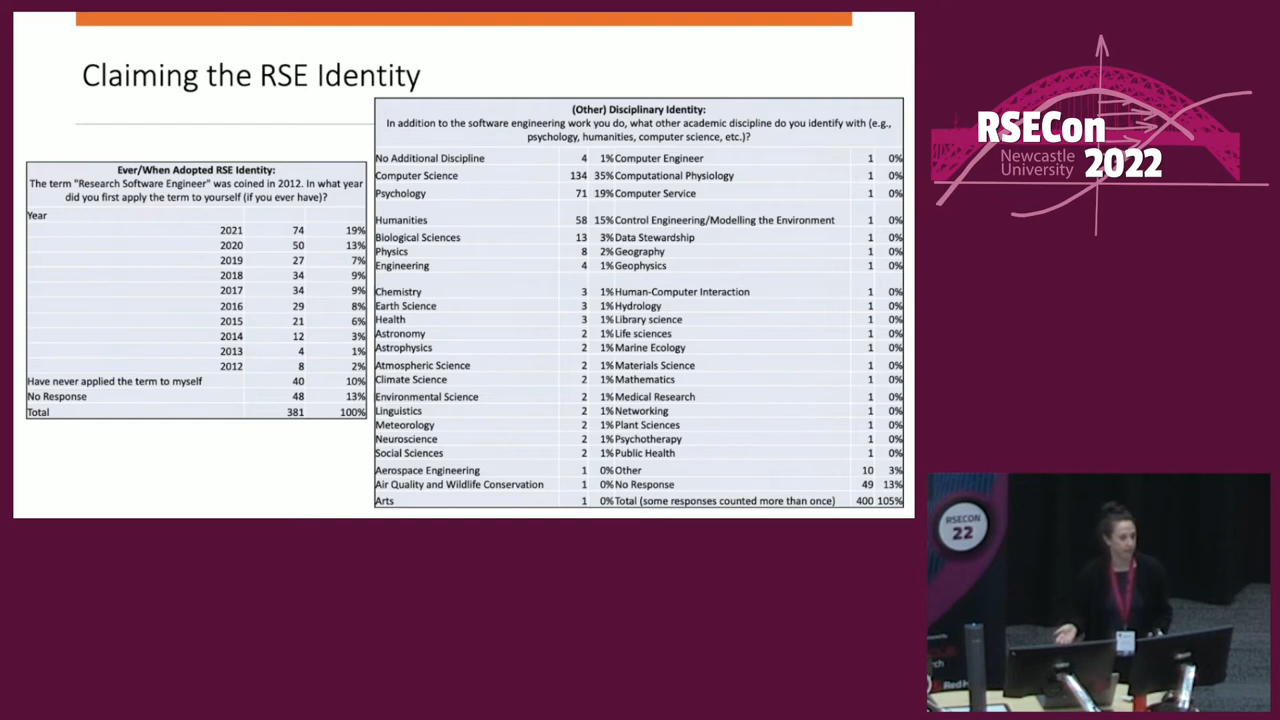 Claiming the RSE Identity
Ever/When Adopted RSE Identity:
The term "Research Software Engineer" was coined in 2012. In what year
did you first apply the term to yourself (if you ever have)?
Year
2021 74 19%
2020 50 13%
2019 27 7%
2018 34 9%
2017 34 9%
2016 29 8%
2015 21 6%
2014 12 3%
2013 4 1%
2012 8 2%
Have never applied the term to myself 40 10%
No Response 48 13%
Total 381 100%
(Other) Disciplinary Identity:
In addition to the software engineering work you do, what other academic discipline do you identify with (e.g.,
psychology, humanities, computer science, etc.)?
No Additional Discipline 4 1% Computer Engineer 1 0%
Computer Science 134 35% Computational Physiology 1 0%
Psychology 71 19% Computer Service 1 0%
Humanities 58 15% Control Engineering/Modelling the Environment 1 0%
Biological Sciences 13 3% Data Stewardship 1 0%
Physics 8 2% Geography 1 0%
Engineering 4 1% Geophysics 1 0%
Chemistry 3 1% Human-Computer Interaction 1 0%
Earth Science 3 1% Hydrology 1 0%
Health 3 1% Library science 1 0%
Astronomy 2 1% Life sciences 1 0%
Astrophysics 2 1% Marine Ecology 1 0%
Atmospheric Science 2 1% Materials Science 1 0%
Climate Science 2 1% Mathematics 1 0%
Environmental Science 2 1% Medical Research 1 0%
Linguistics 2 1% Networking 1 0%
Meteorology 2 1% Plant Sciences 1 0%
Neuroscience 2 1% Psychotherapy 1 0%
Social Sciences 2 1% Public Health 1 0%
Aerospace Engineering 1 0% Other 10 3%
Air Quality and Wildlife Conservation 1 0% No Response 49 13%
Arts 1 0% Total (some responses counted more than once) 400 105%
RSECon
Newcastle
University 2022
RSECON
22